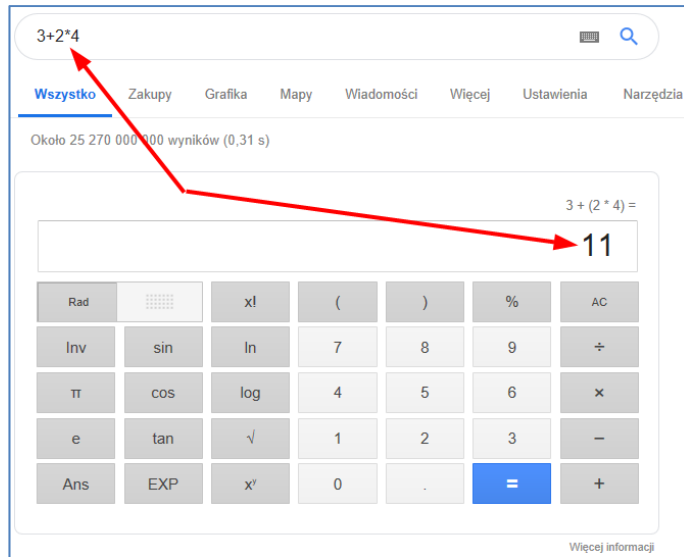 3+2*4
Wszystko Zakupy Grafika Mapy Wiadomości Więcej Ustawienia Narzędzia
Około 25 270 000 000 wyników (0,31 s)
3 + (2 * 4) =
11
Rad x! ( ) % AC
Inv sin ln 7 8 9 ÷
π cos log 4 5 6 ×
e tan √ 1 2 3 −
Ans EXP xʸ 0 . = +
Więcej informacji